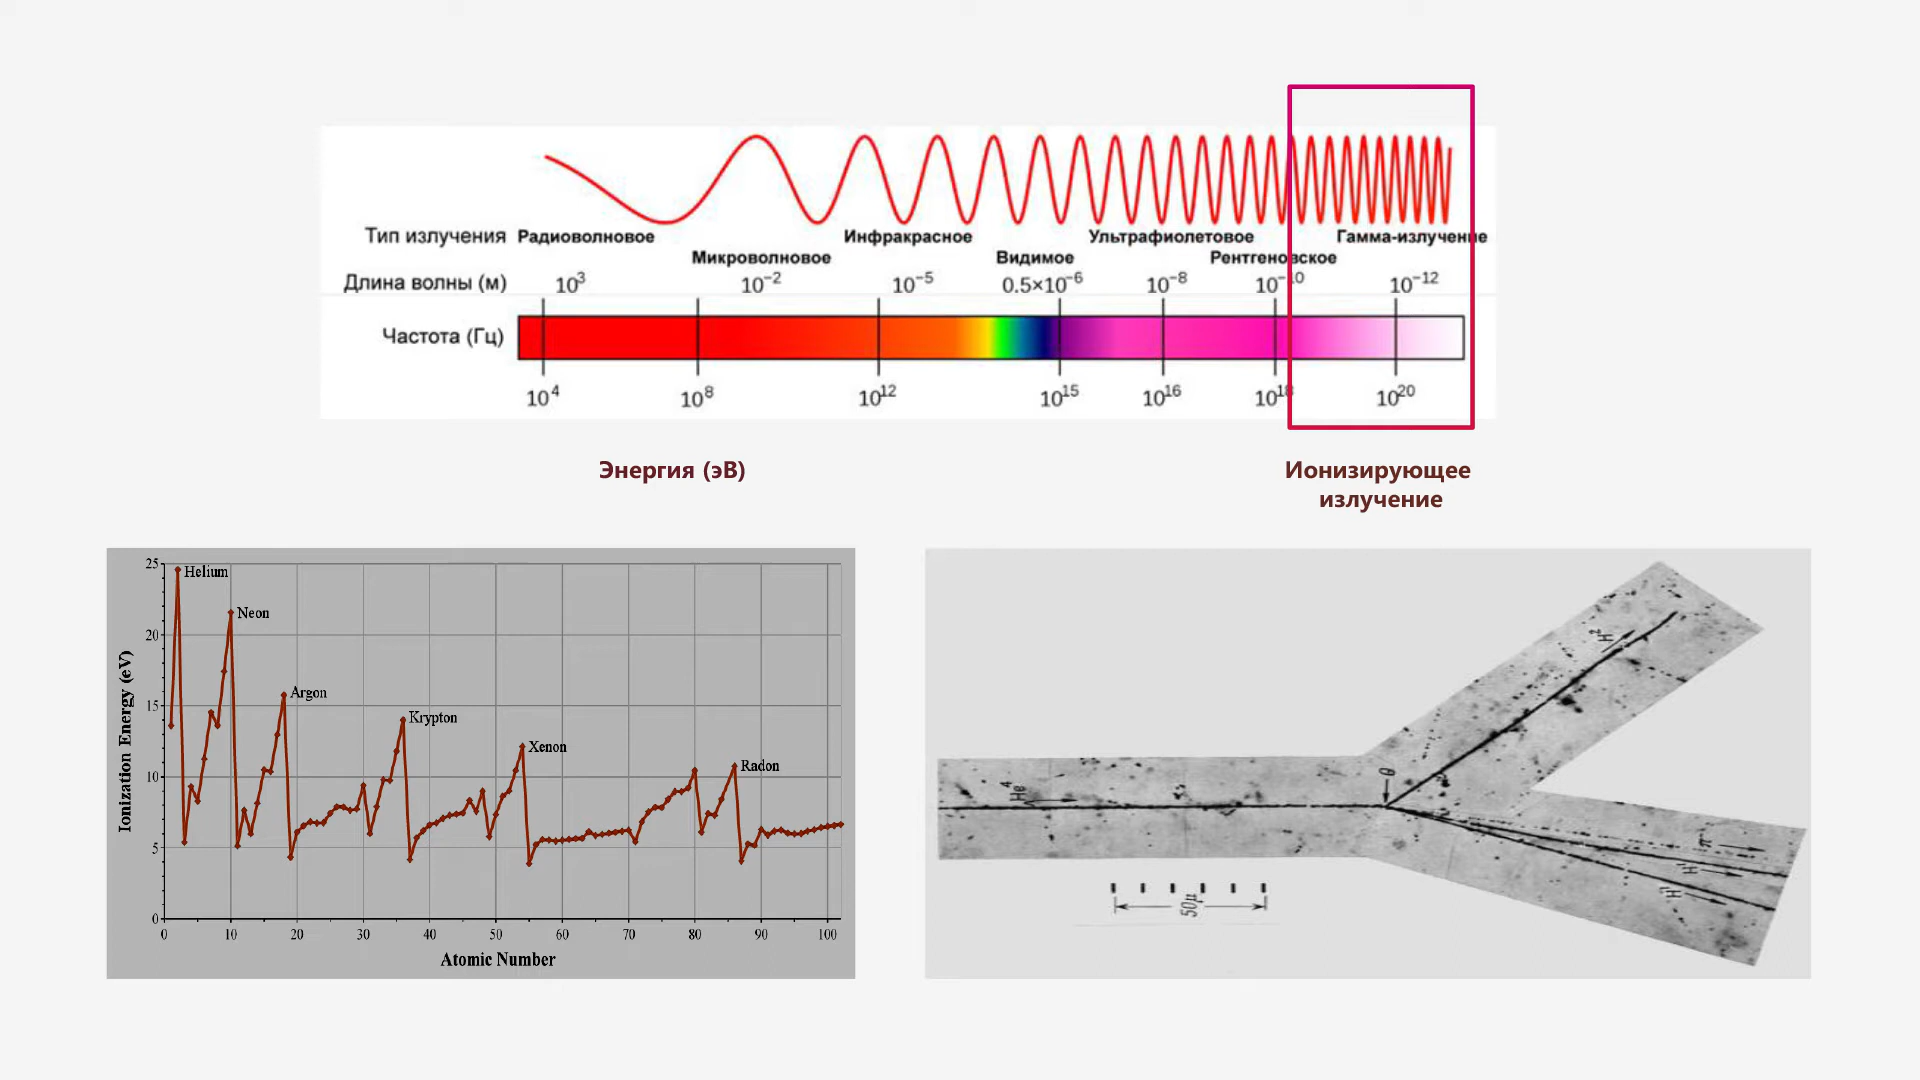 Тип излучения Радиоволновое Инфракрасное Ультрафиолетовое Гамма-излучение
Микроволновое Видимое Рентгеновское
Длина волны (м) 10³ 10⁻² 10⁻⁵ 0.5×10⁻⁶ 10⁻⁸ 10⁻¹⁰ 10⁻¹²
Частота (Гц)
10⁴ 10⁸ 10¹² 10¹⁵ 10¹⁶ 10¹⁸ 10²⁰
Энергия (эВ)
Ионизирующее
излучение
Ionization Energy (eV)
25
20
15
10
5
0
Helium
Neon
Argon
Krypton
Xenon
Radon
0 10 20 30 40 50 60 70 80 90 100
Atomic Number
He⁴
θ
H²
π⁻
H¹
H¹
50μ